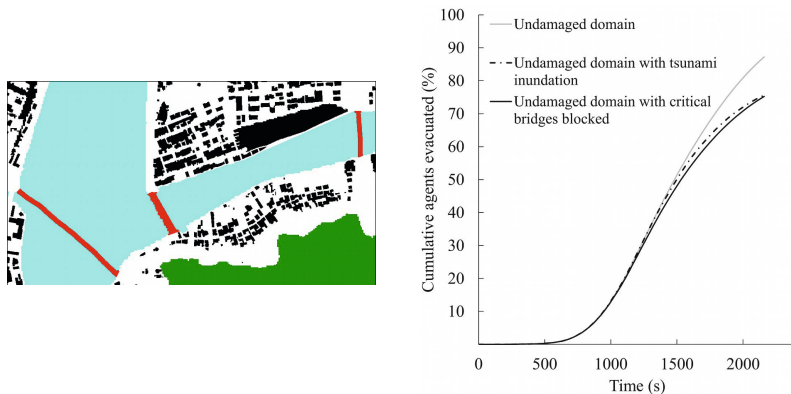 100
90
80
70
60
50
40
30
20
10
Cumulative agents evacuated (%)
Undamaged domain
Undamaged domain with tsunami
inundation
Undamaged domain with critical
bridges blocked
0
500
1000
1500
2000
Time (s)